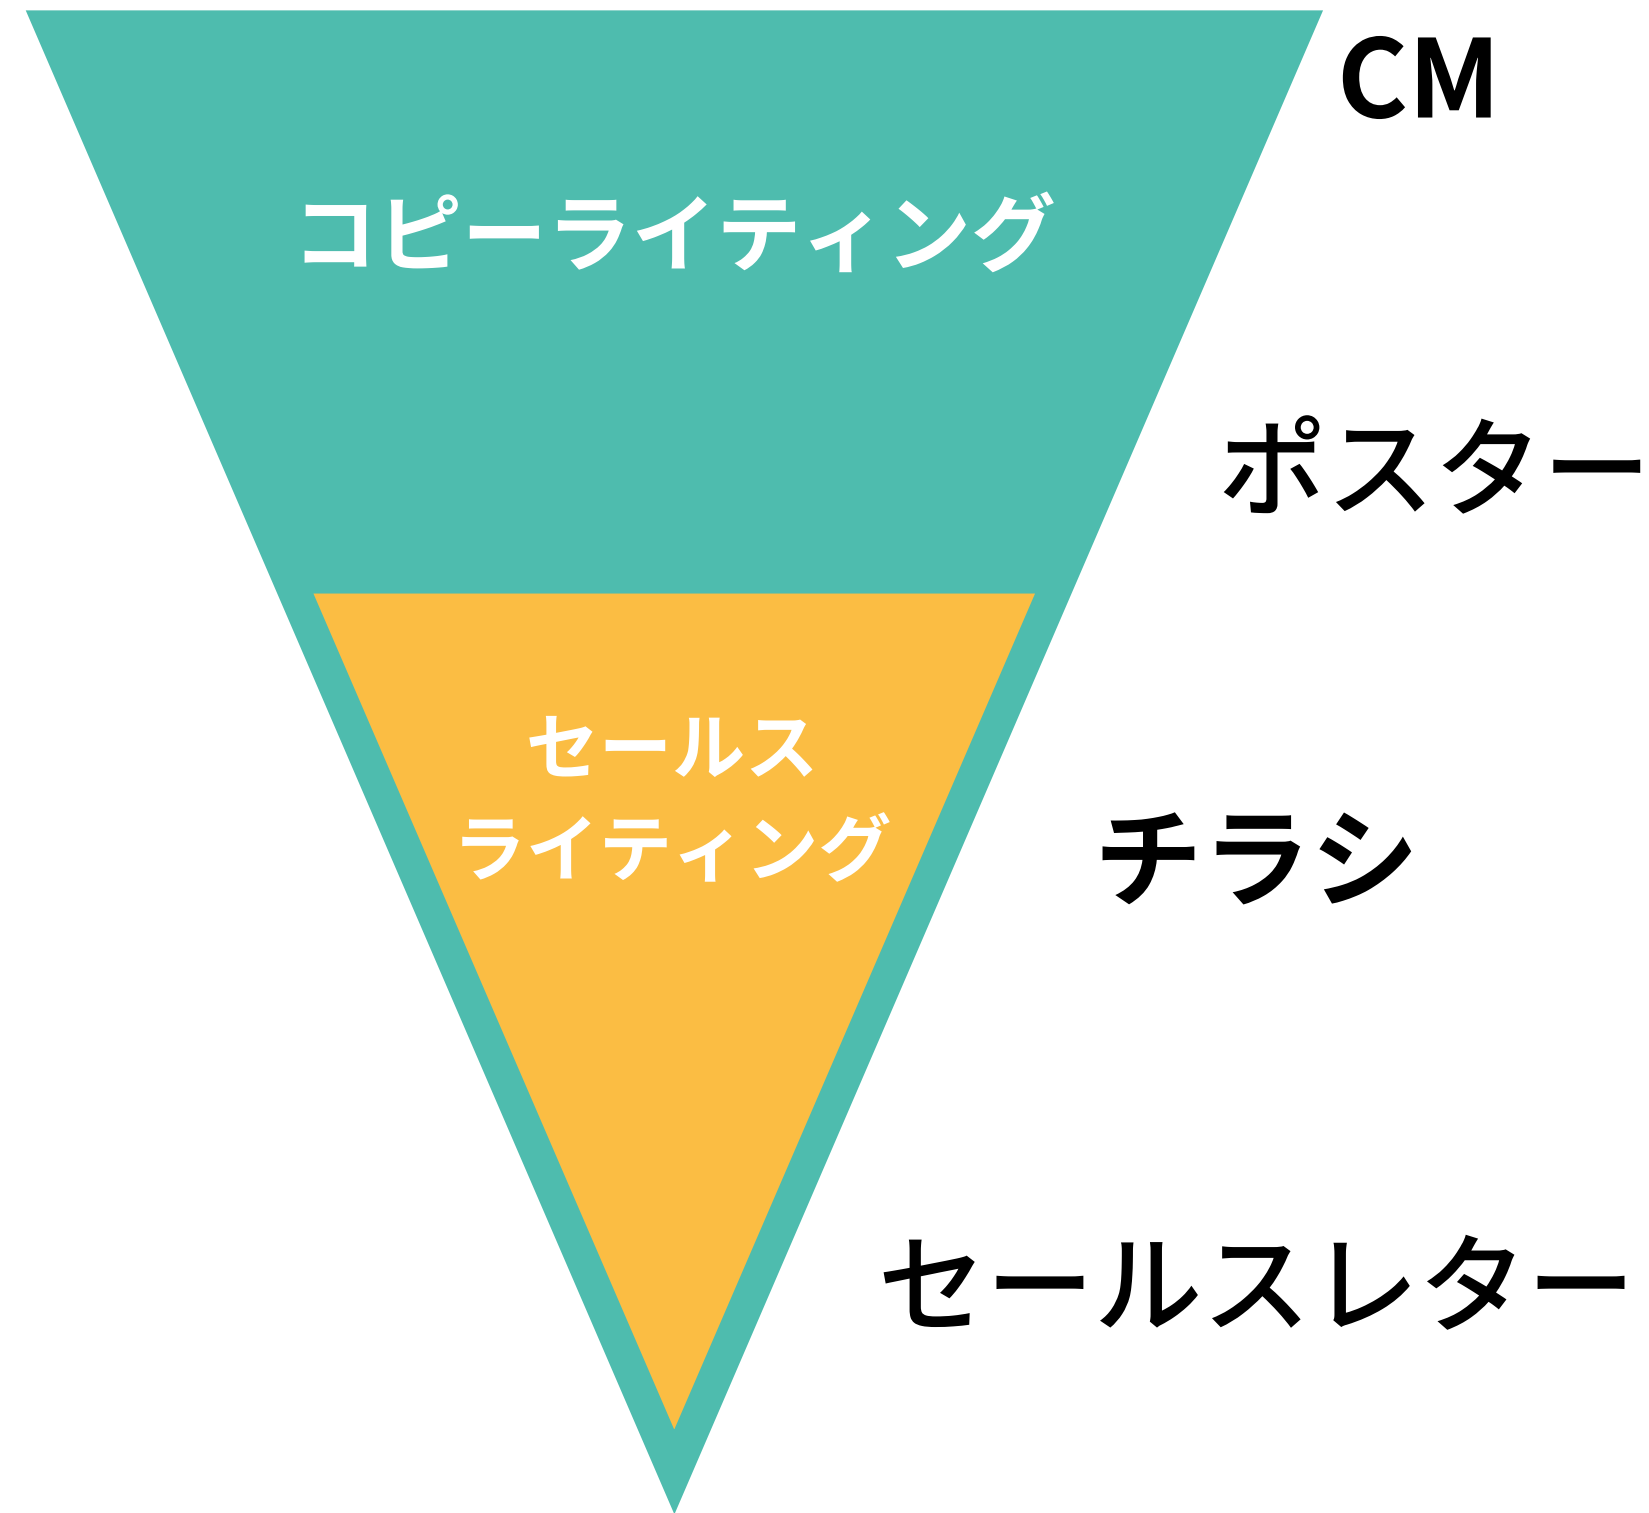 CM
コピーライティング
ポスター
セールス
ライティング
チラシ
セールスレター